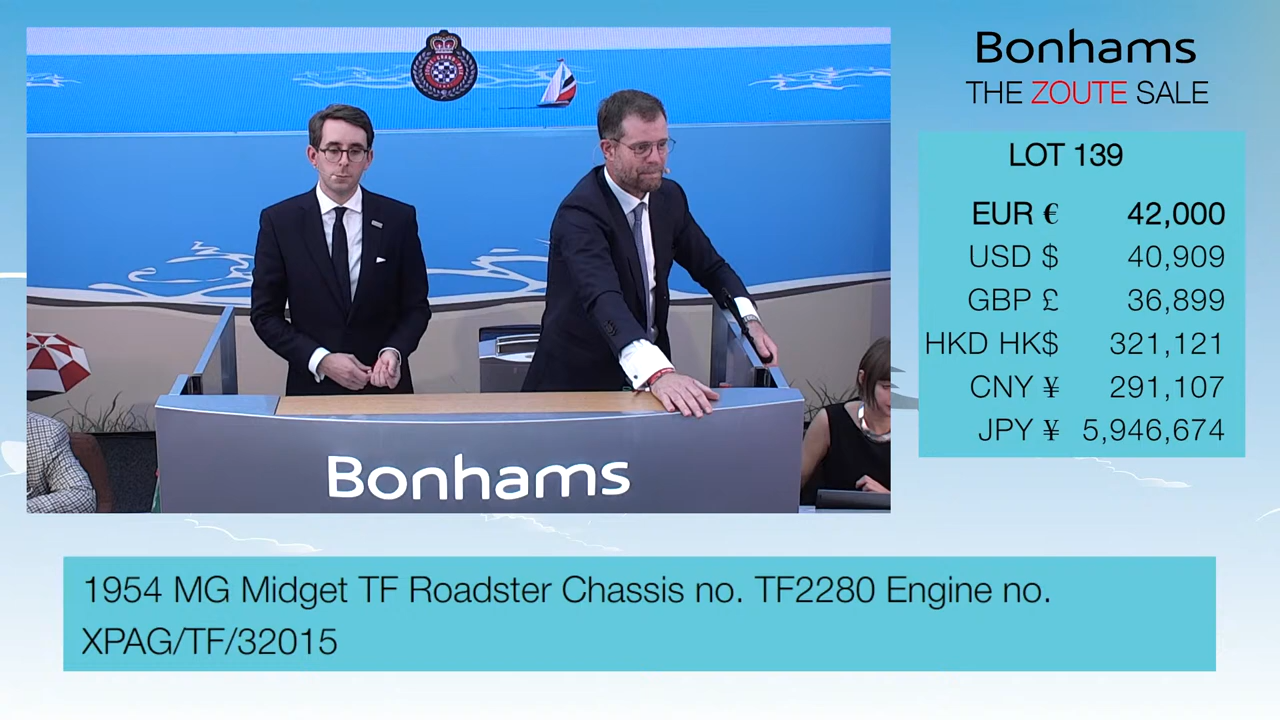 Bonhams
THE ZOUTE SALE
LOT 139
EUR € 42,000
USD $ 40,909
GBP £ 36,899
HKD HK$ 321,121
CNY ¥ 291,107
JPY ¥ 5,946,674
Bonhams
1954 MG Midget TF Roadster Chassis no. TF2280 Engine no.
XPAG/TF/32015